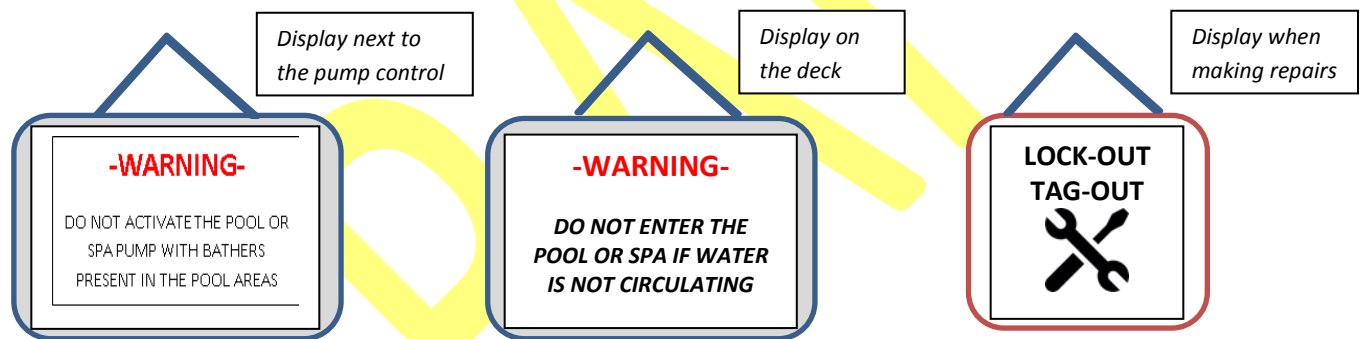 Display next to
the pump control
-WARNING-
DO NOT ACTIVATE THE POOL OR
SPA PUMP WITH BATHERS
PRESENT IN THE POOL AREAS
Display on
the deck
-WARNING-
DO NOT ENTER THE
POOL OR SPA IF WATER
IS NOT CIRCULATING
Display when
making repairs
LOCK-OUT
TAG-OUT